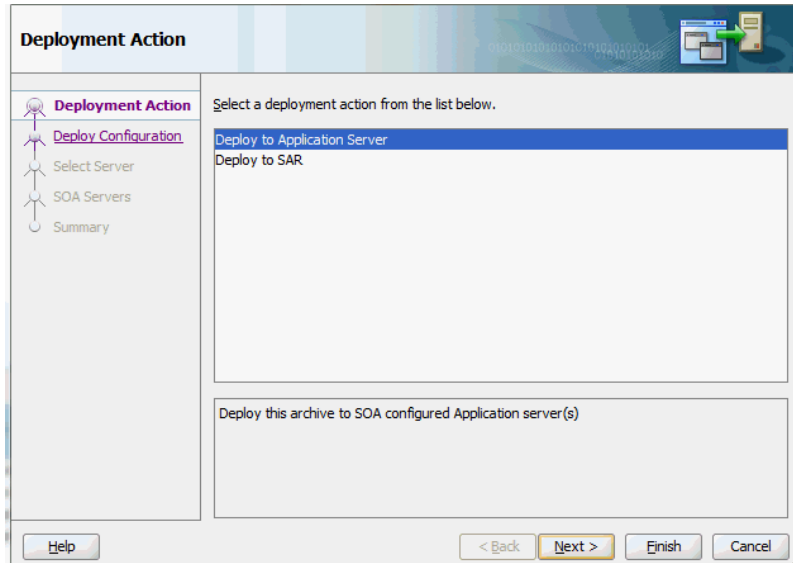 Deployment Action
Deployment Action
Deploy Configuration
Select Server
SOA Servers
Summary
Select a deployment action from the list below.
Deploy to Application Server
Deploy to SAR
Deploy this archive to SOA configured Application server(s)
Help
< Back
Next >
Finish
Cancel